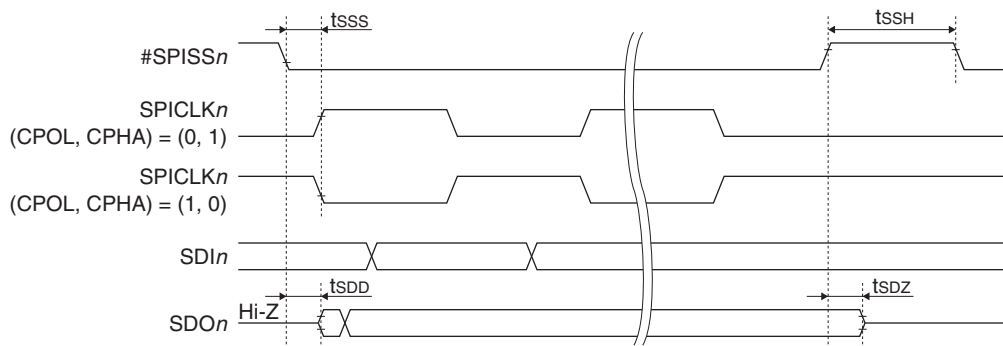 tSSS
tSSH
#SPISSn
SPICLKn
(CPOL, CPHA) = (0, 1)
SPICLKn
(CPOL, CPHA) = (1, 0)
SDIn
tSDD
tSDZ
Hi-Z
SDOn